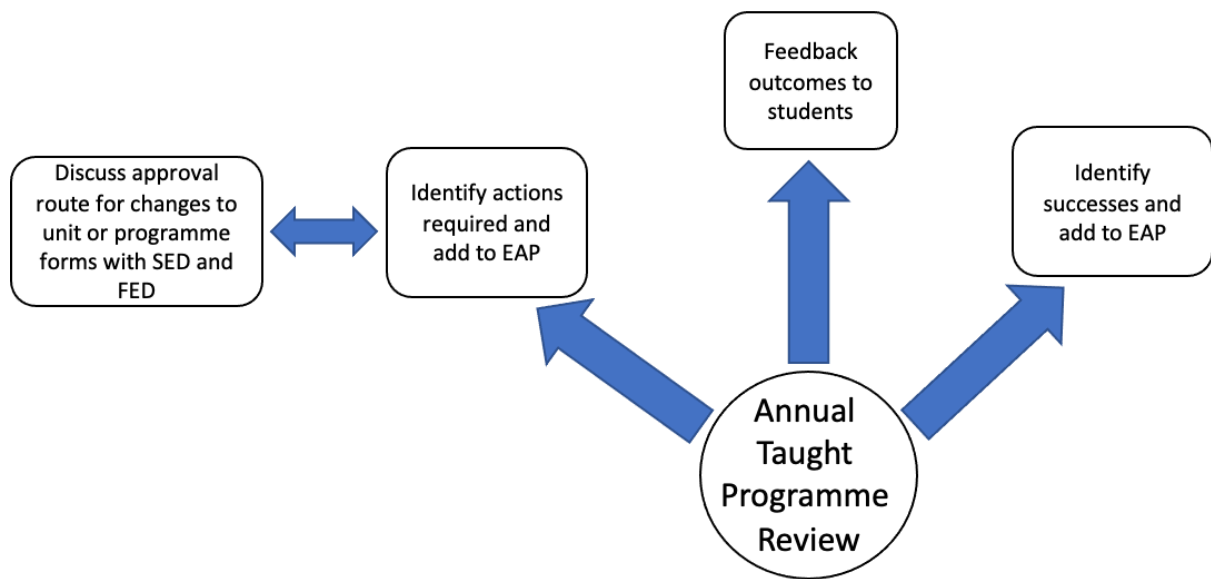 Feedback
outcomes to
students
Discuss approval
route for changes to
unit or programme
forms with SED and
FED
Identify actions
required and
add to EAP
Identify
successes and
add to EAP
Annual
Taught
Programme
Review